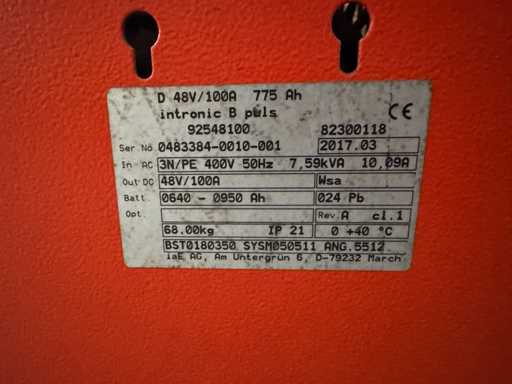 D 48V/100A 775 Ah
intronic B puls
92548100 82300118
Ser No 0483384-0010-001 2017.03
In AC 3N/PE 400V 50Hz 7,59kVA 10,09A
Out DC 48V/100A Wsa
Batt. 0640 - 0950 Ah 024 Pb
Opt. Rev. A cl.1
68.00kg IP 21 0 +40 °C
BST0180350 SYSM050511 ANG.5512
iaE AG, Am Untergrün 6, D-79232 March
CE